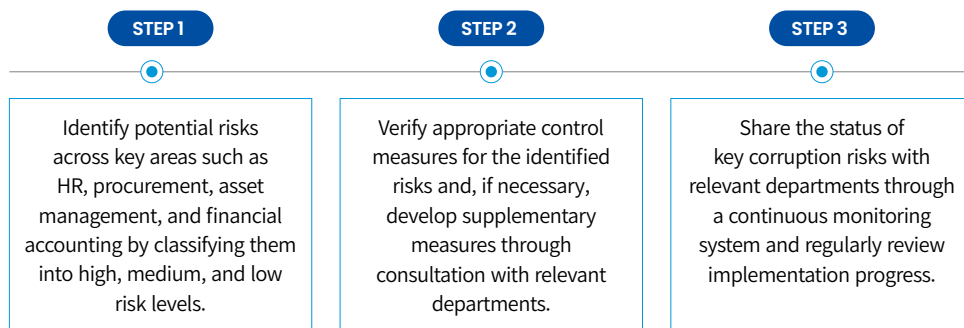 STEP 1
Identify potential risks
across key areas such as
HR, procurement, asset
management, and financial
accounting by classifying them
into high, medium, and low
risk levels.
STEP 2
Verify appropriate control
measures for the identified
risks and, if necessary,
develop supplementary
measures through
consultation with relevant
departments.
STEP 3
Share the status of
key corruption risks with
relevant departments through
a continuous monitoring
system and regularly review
implementation progress.